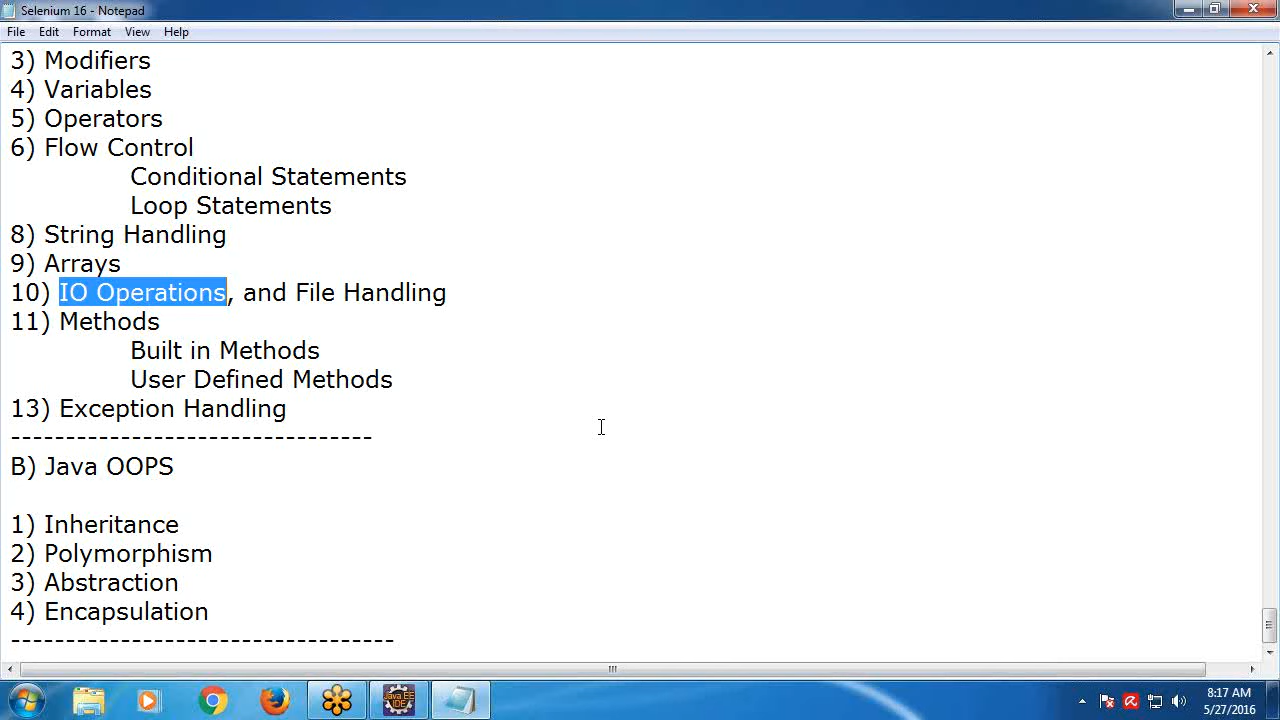 Selenium 16 - Notepad
File Edit Format View Help
3) Modifiers
4) Variables
5) Operators
6) Flow Control
Conditional Statements
Loop Statements
8) String Handling
9) Arrays
10) IO Operations, and File Handling
11) Methods
Built in Methods
User Defined Methods
13) Exception Handling
---------------------------------
B) Java OOPS
1) Inheritance
2) Polymorphism
3) Abstraction
4) Encapsulation
-----------------------------------
Java EE
IDE
8:17 AM
5/27/2016